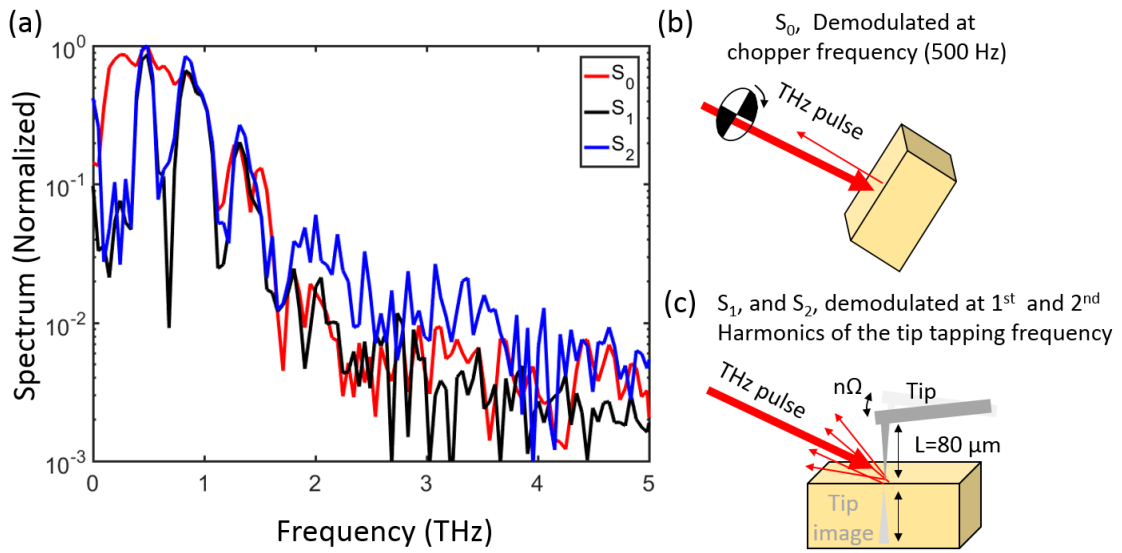 (a)
10⁰
10⁻¹
10⁻²
10⁻³
Spectrum (Normalized)
0
1
2
3
4
5
Frequency (THz)
S₀
S₁
S₂
(b)
S₀, Demodulated at
chopper frequency (500 Hz)
THz pulse
(c)
S₁, and S₂, demodulated at 1ˢᵗ and 2ⁿᵈ
Harmonics of the tip tapping frequency
THz pulse
nΩ
Tip
L=80 µm
Tip
image